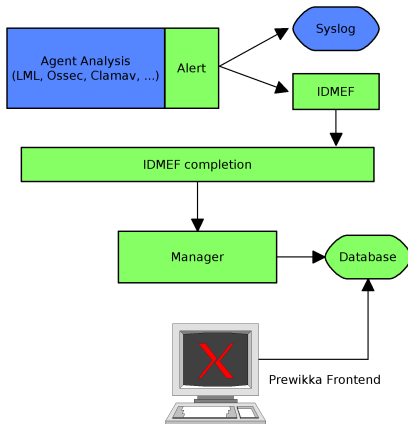 Syslog
Agent Analysis
(LML, Ossec, Clamav, ...)
Alert
IDMEF
IDMEF completion
Manager
Database
X
Prewikka Frontend